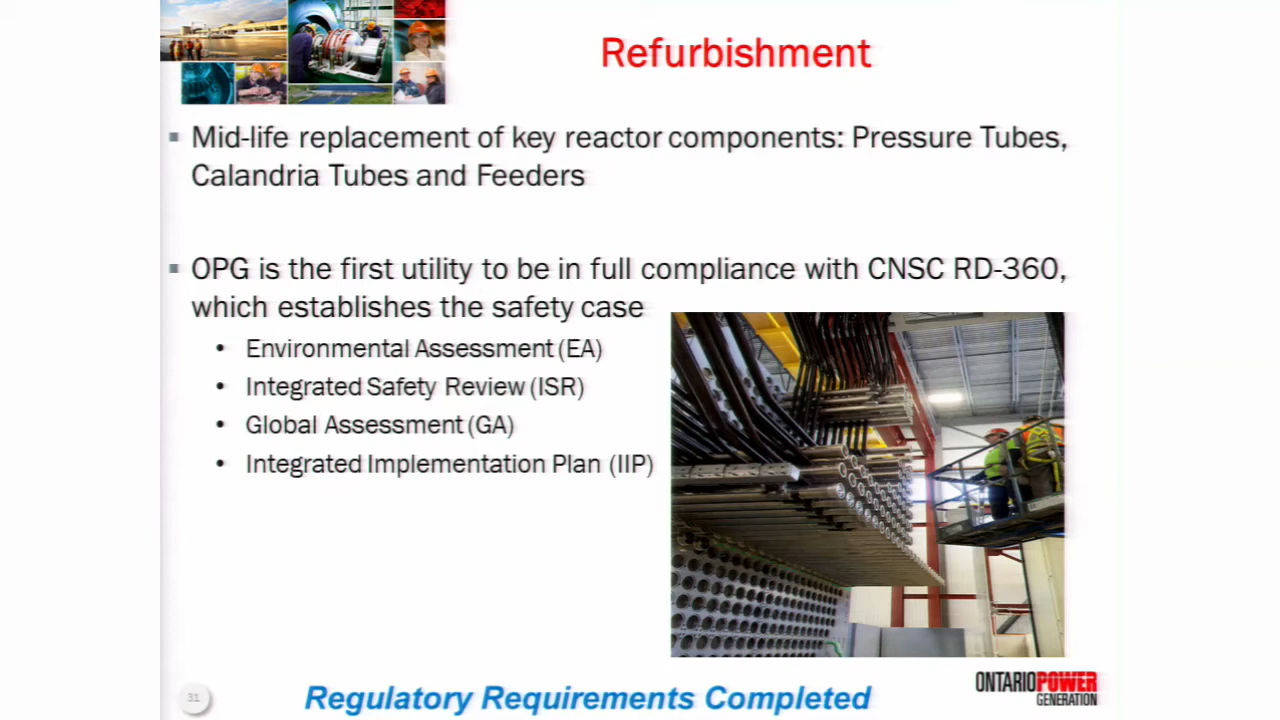 Refurbishment
Mid-life replacement of key reactor components: Pressure Tubes,
Calandria Tubes and Feeders
OPG is the first utility to be in full compliance with CNSC RD-360,
which establishes the safety case
• Environmental Assessment (EA)
• Integrated Safety Review (ISR)
• Global Assessment (GA)
• Integrated Implementation Plan (IIP)
31
Regulatory Requirements Completed
ONTARIOPOWER
GENERATION